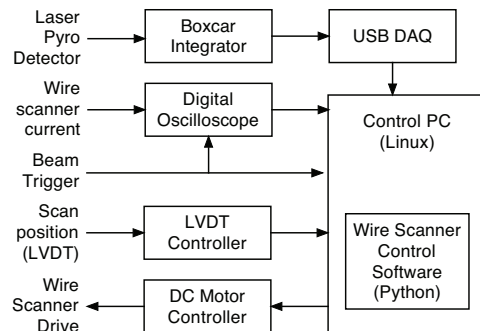 Laser
Pyro
Detector
Boxcar
Integrator
USB DAQ
Wire
scanner
current
Digital
Oscilloscope
Control PC
(Linux)
Beam
Trigger
Scan
position
(LVDT)
LVDT
Controller
Wire Scanner
Control
Software
(Python)
Wire
Scanner
Drive
DC Motor
Controller